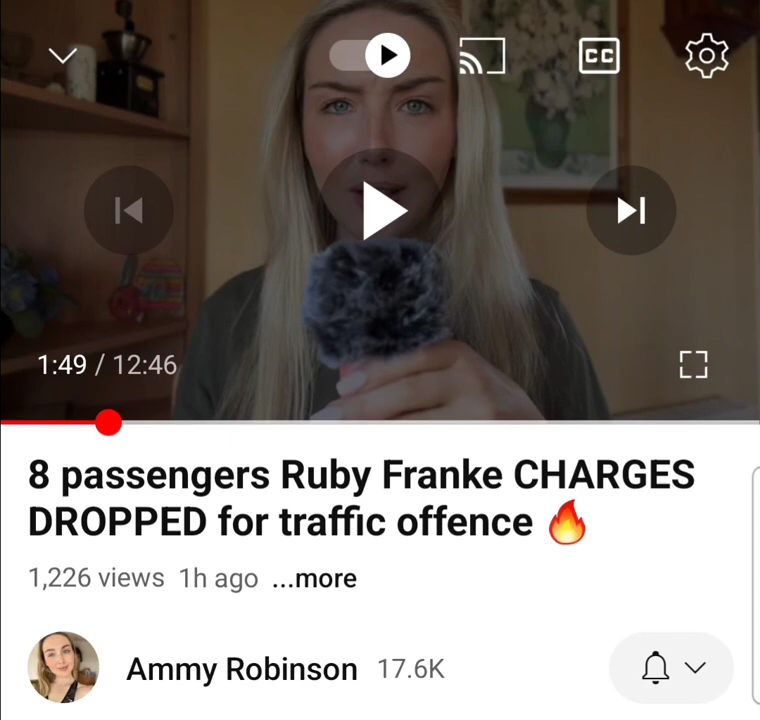 CC
1:49 / 12:46
8 passengers Ruby Franke CHARGES
DROPPED for traffic offence 🔥
1,226 views 1h ago ...more
Ammy Robinson 17.6K